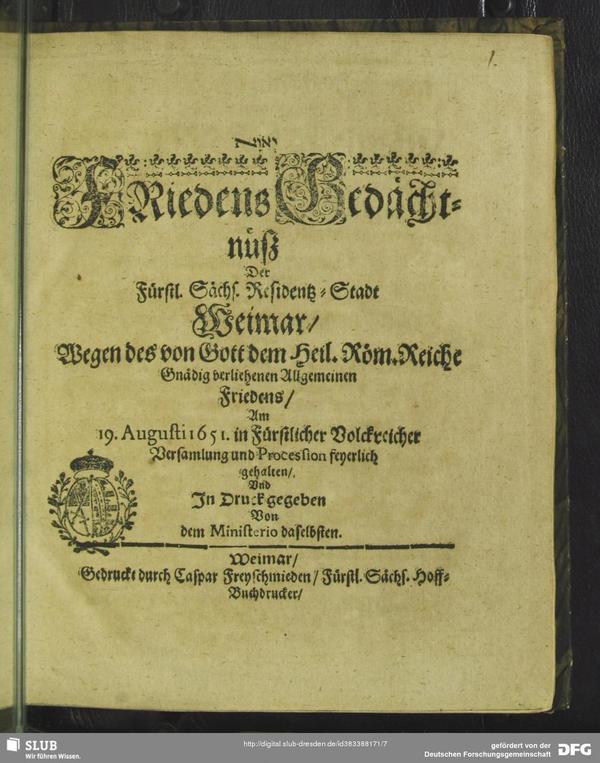 1.
FRiedens Gedächt-
nüß
Der
Fürstl. Sächs. Residentz-Stadt
Weimar/
Wegen des von Gott dem Heil. Röm. Reiche
Gnädig verliehenen Allgemeinen
Friedens/
Am
19. Augusti 1651. in Fürstlicher Volckreicher
Versamlung und Procession feyerlich
gehalten/
Und
In Druck gegeben
Von
dem Ministerio daselbsten.
Weimar/
Gedruckt durch Caspar Freyschmieden/ Fürstl. Sächs. Hoff-
Buchdrucker/
SLUB
Wir führen Wissen.
http://digital.slub-dresden.de/id383388171/7
gefördert von der
Deutschen Forschungsgemeinschaft
DFG